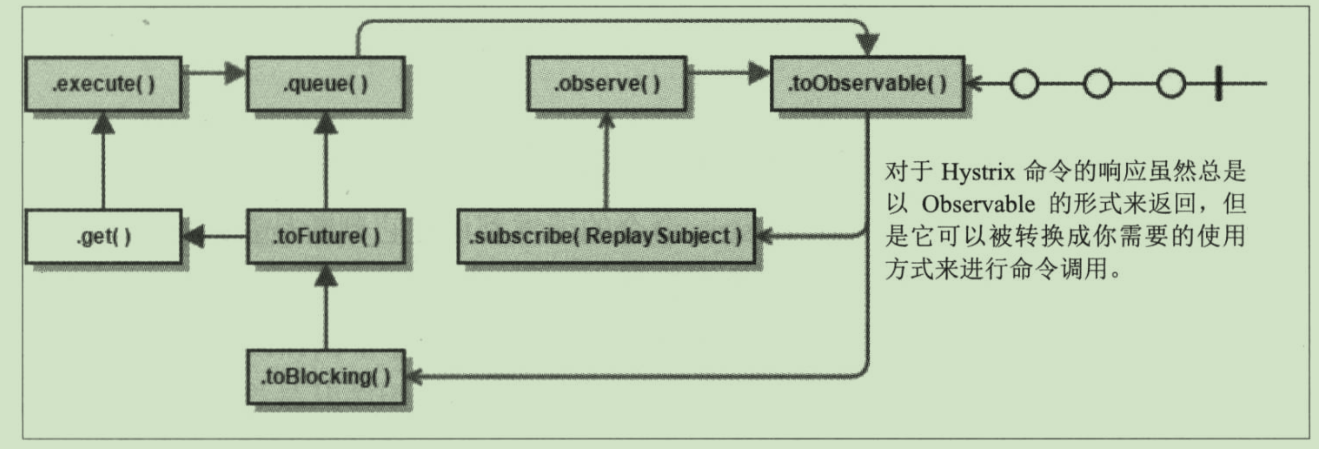 .execute( )
.queue( )
.observe( )
.toObservable( )
.get( )
.toFuture( )
.subscribe( ReplaySubject )
对于 Hystrix 命令的响应虽然总是
以 Observable 的形式来返回，但
是它可以被转换成你需要的使用
方式来进行命令调用。
.toBlocking( )